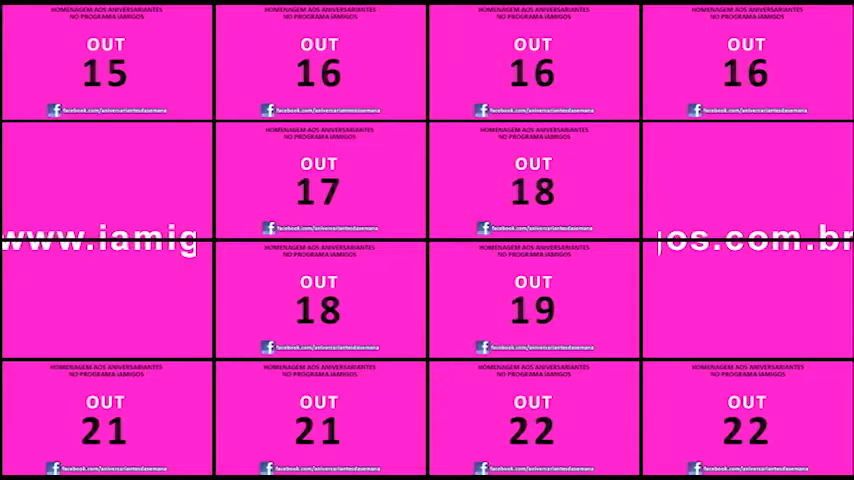 HOMENAGEM AOS ANIVERSARIANTES
NO PROGRAMA IAMIGOS
OUT
15
facebook.com/aniversariantesdasemana
HOMENAGEM AOS ANIVERSARIANTES
NO PROGRAMA IAMIGOS
OUT
16
facebook.com/aniversariantesdasemana
HOMENAGEM AOS ANIVERSARIANTES
NO PROGRAMA IAMIGOS
OUT
16
facebook.com/aniversariantesdasemana
HOMENAGEM AOS ANIVERSARIANTES
NO PROGRAMA IAMIGOS
OUT
16
facebook.com/aniversariantesdasemana
HOMENAGEM AOS ANIVERSARIANTES
NO PROGRAMA IAMIGOS
OUT
17
facebook.com/aniversariantesdasemana
HOMENAGEM AOS ANIVERSARIANTES
NO PROGRAMA IAMIGOS
OUT
18
facebook.com/aniversariantesdasemana
www.iamig
gos.com.br
HOMENAGEM AOS ANIVERSARIANTES
NO PROGRAMA IAMIGOS
OUT
18
facebook.com/aniversariantesdasemana
HOMENAGEM AOS ANIVERSARIANTES
NO PROGRAMA IAMIGOS
OUT
19
facebook.com/aniversariantesdasemana
HOMENAGEM AOS ANIVERSARIANTES
NO PROGRAMA IAMIGOS
OUT
21
facebook.com/aniversariantesdasemana
HOMENAGEM AOS ANIVERSARIANTES
NO PROGRAMA IAMIGOS
OUT
21
facebook.com/aniversariantesdasemana
HOMENAGEM AOS ANIVERSARIANTES
NO PROGRAMA IAMIGOS
OUT
22
facebook.com/aniversariantesdasemana
HOMENAGEM AOS ANIVERSARIANTES
NO PROGRAMA IAMIGOS
OUT
22
facebook.com/aniversariantesdasemana